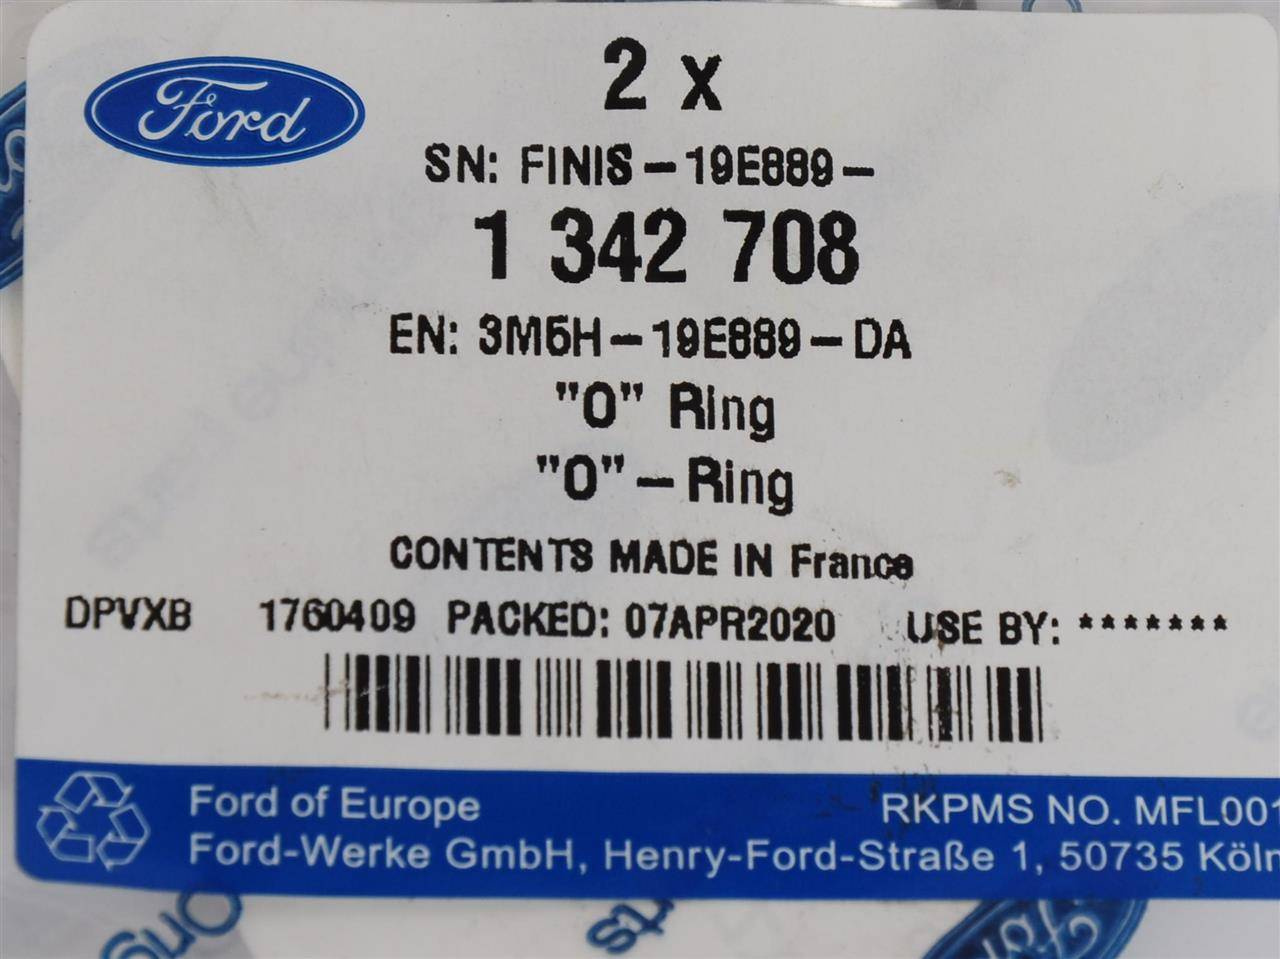 Ford
2 x
SN: FINIS-19E889-
1 342 708
EN: 3M5H-19E889-DA
"O" Ring
"O"-Ring
CONTENTS MADE IN France
DPVXB 1760409 PACKED: 07APR2020 USE BY: *******
Ford of Europe RKPMS NO. MFL001
Ford-Werke GmbH, Henry-Ford-Straße 1, 50735 Köln